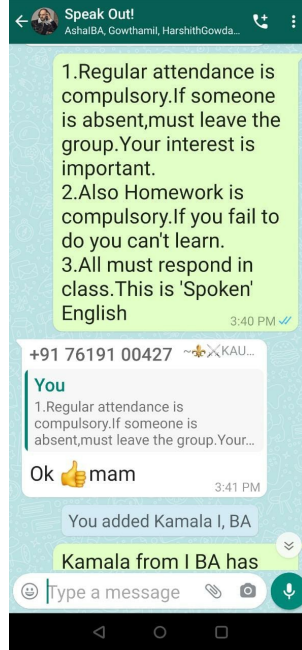 Speak Out!
AshalBA, Gowthamil, HarshithGowda...
1.Regular attendance is
compulsory.If someone
is absent,must leave the
group.Your interest is
important.
2.Also Homework is
compulsory.If you fail to
do you can't learn.
3.All must respond in
class.This is 'Spoken'
English
3:40 PM
+91 76191 00427 ~⚜⚔KAU...
You
1.Regular attendance is
compulsory.If someone is
absent,must leave the group.Your...
Ok 👍 mam
3:41 PM
You added Kamala I, BA
Kamala from I BA has
Type a message